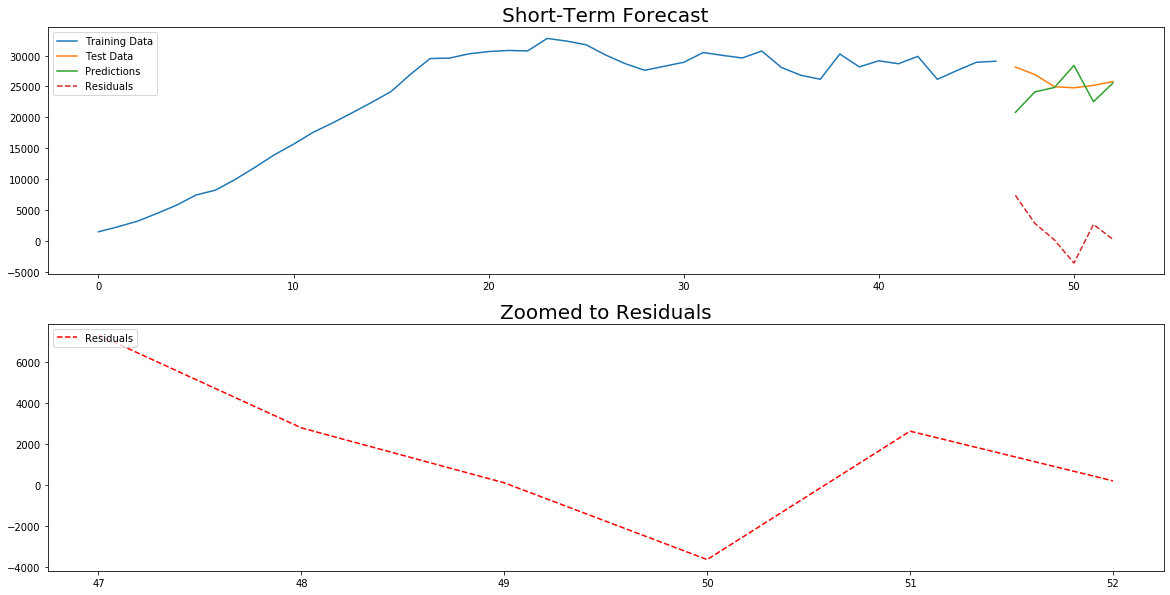 Short-Term Forecast
Training Data
Test Data
Predictions
Residuals
30000
25000
20000
15000
10000
5000
0
−5000
0 10 20 30 40 50
Zoomed to Residuals
Residuals
6000
4000
2000
0
−2000
−4000
47 48 49 50 51 52